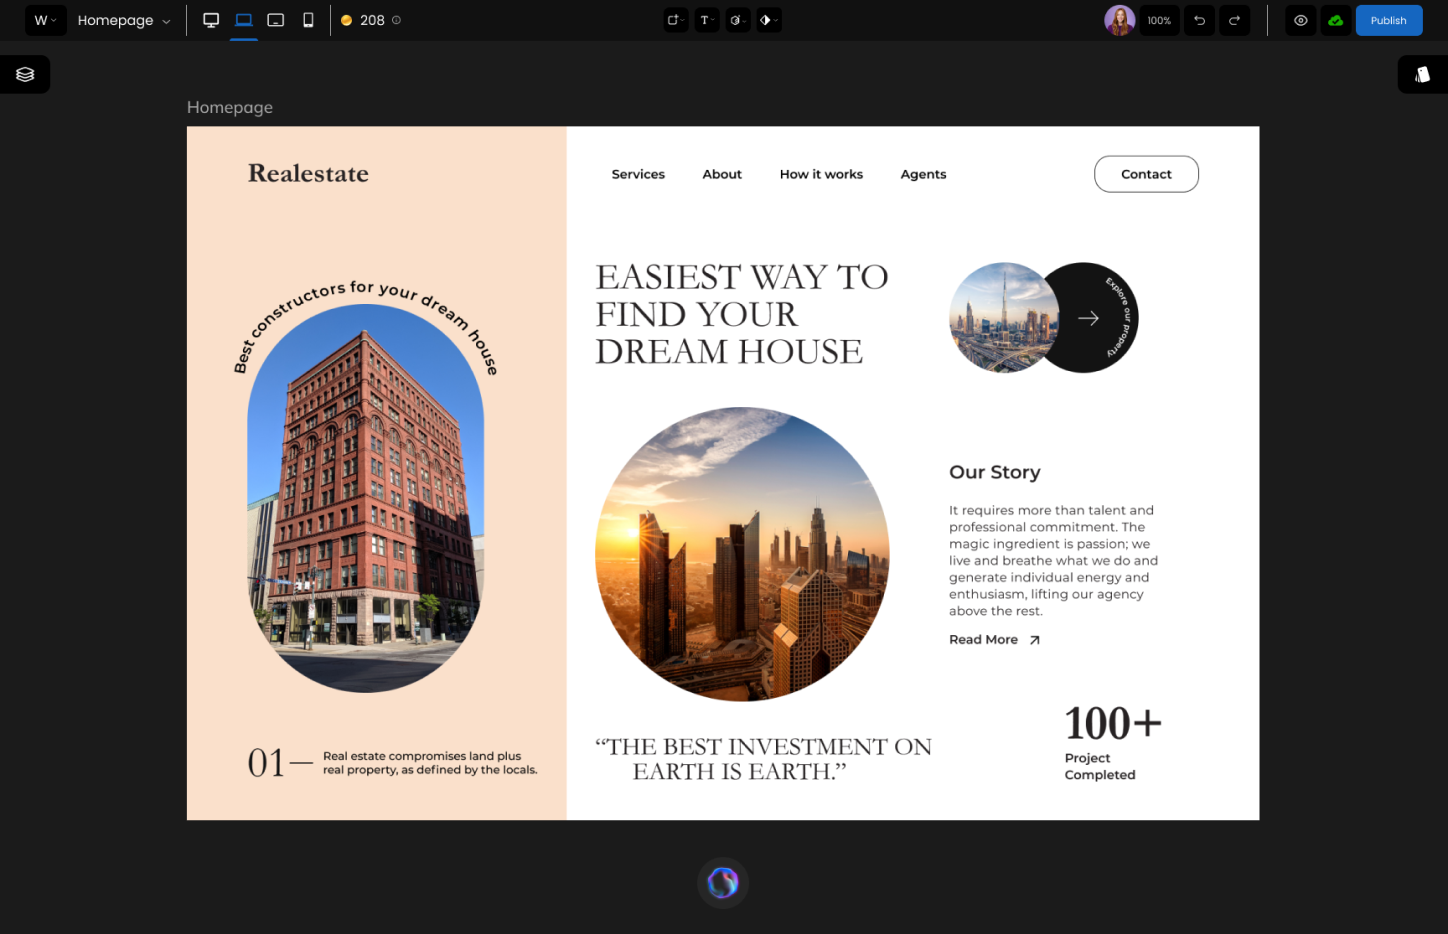 W
Homepage
208
T
100%
Publish
Homepage
Realestate
Services
About
How it works
Agents
Contact
Best constructors for your dream house
EASIEST WAY TO
FIND YOUR
DREAM HOUSE
Explore our property
Our Story
It requires more than talent and
professional commitment. The
magic ingredient is passion; we
live and breathe what we do and
generate individual energy and
enthusiasm, lifting our agency
above the rest.
Read More
01—
Real estate compromises land plus
real property, as defined by the locals.
“THE BEST INVESTMENT ON
EARTH IS EARTH.”
100+
Project
Completed